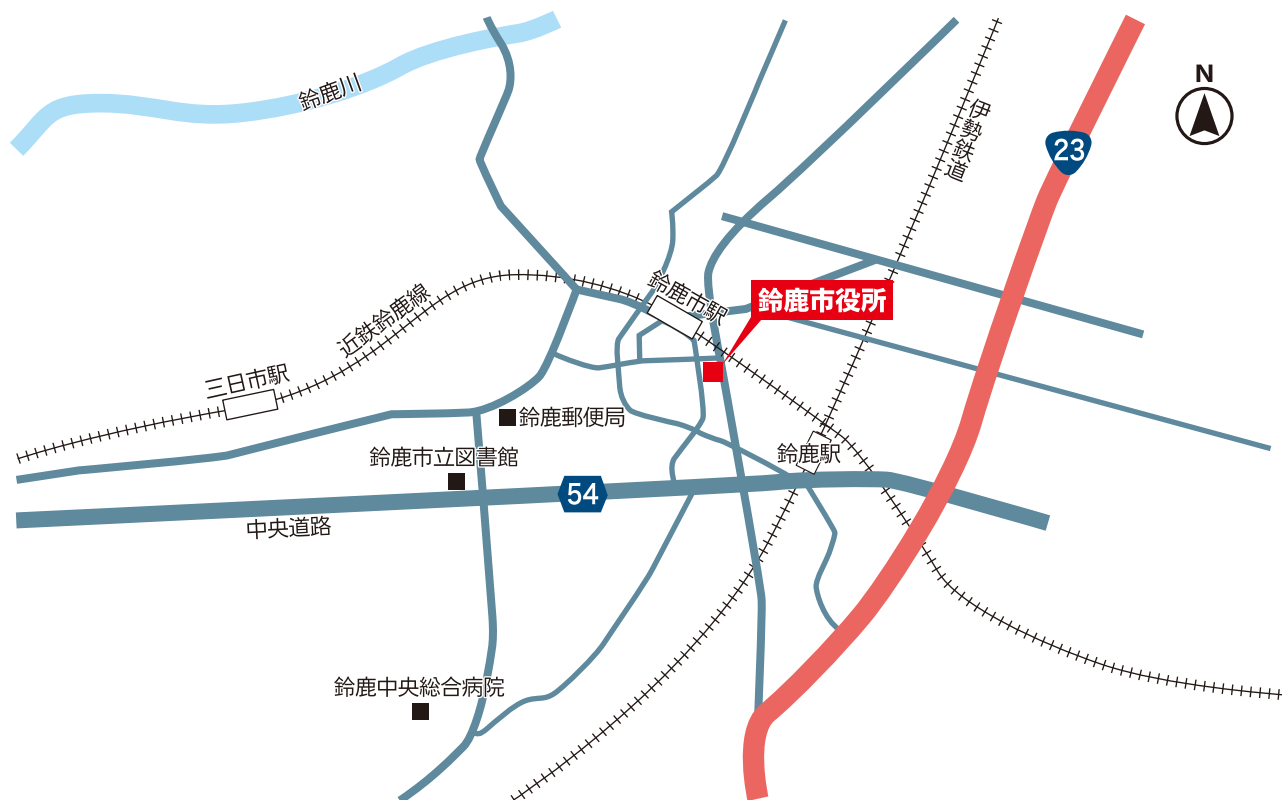 N
鈴鹿川
伊勢鉄道
23
鈴鹿市駅
鈴鹿市役所
近鉄鈴鹿線
三日市駅
鈴鹿郵便局
鈴鹿市立図書館
鈴鹿駅
54
中央道路
鈴鹿中央総合病院